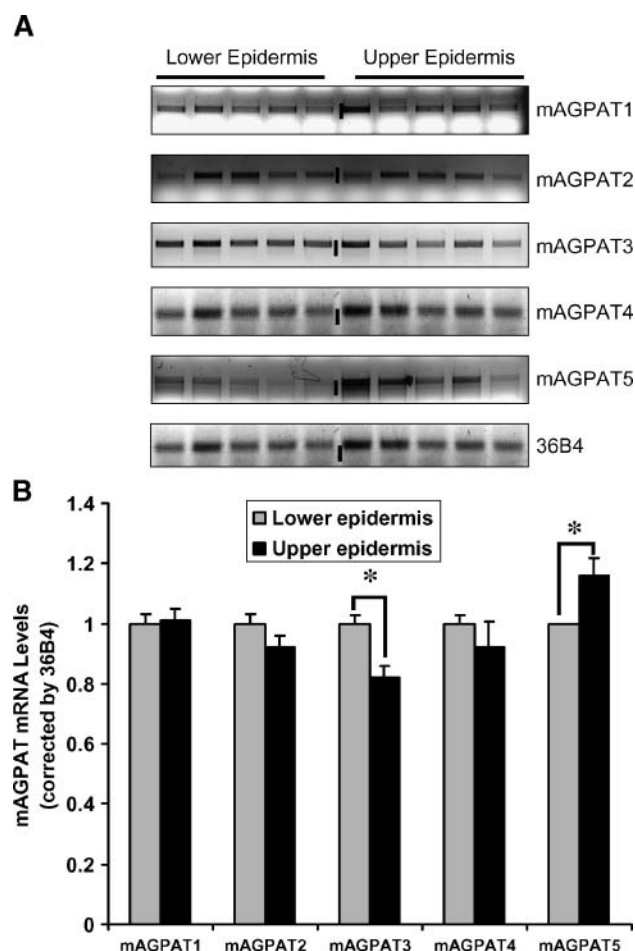 A
Lower Epidermis Upper Epidermis
mAGPAT1
mAGPAT2
mAGPAT3
mAGPAT4
mAGPAT5
36B4
B
mAGPAT mRNA Levels
(corrected by 36B4)
1.4
1.2
1
0.8
0.6
0.4
0.2
0
Lower epidermis
Upper epidermis
*
*
mAGPAT1 mAGPAT2 mAGPAT3 mAGPAT4 mAGPAT5